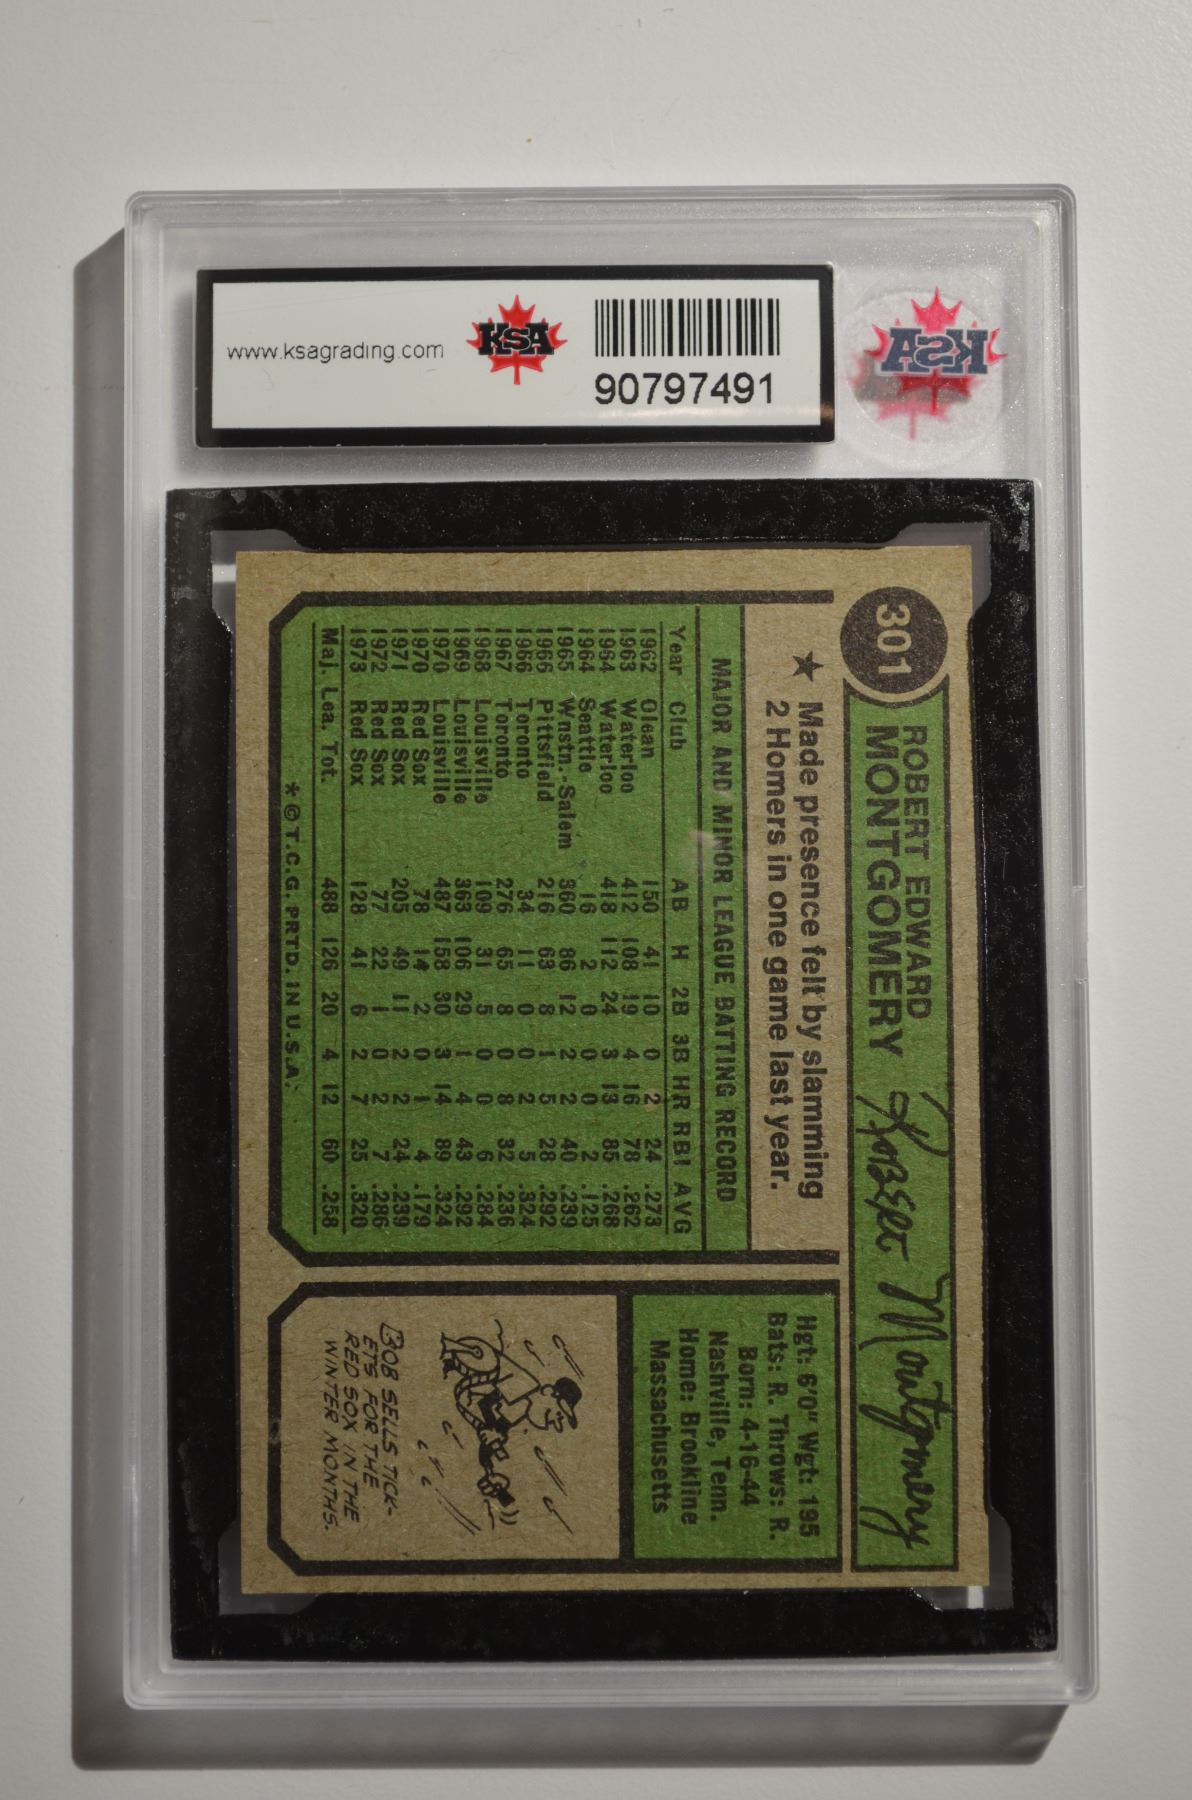 www.ksagrading.com
KSA
90797491
KSA
301
ROBERT EDWARD
MONTGOMERY
Robert Montgomery
★ Made presence felt by slamming
2 Homers in one game last year.
MAJOR AND MINOR LEAGUE BATTING RECORD
Year Club AB H 2B 3B HR RBI AVG
1962 Olean 150 41 10 0 2 24 .273
1963 Waterloo 412 108 19 4 16 78 .262
1964 Waterloo 418 112 24 3 13 85 .268
1964 Seattle 16 2 0 0 0 2 .125
1965 Wnstn.-Salem 360 86 12 2 2 40 .239
1966 Pittsfield 216 63 8 1 5 28 .292
1966 Toronto 34 11 0 0 2 5 .324
1967 Toronto 276 65 8 0 8 32 .236
1968 Louisville 109 31 5 0 0 6 .284
1969 Louisville 363 106 29 1 4 43 .292
1970 Louisville 487 158 30 3 14 89 .324
1970 Red Sox 78 14 2 0 1 4 .179
1971 Red Sox 205 49 11 2 2 24 .239
1972 Red Sox 77 22 1 0 2 7 .286
1973 Red Sox 128 41 6 2 7 25 .320
Maj. Lea. Tot. 488 126 20 4 12 60 .258
*©T.C.G. PRTD. IN U.S.A.
Hgt: 6'0" Wgt: 195
Bats: R. Throws: R.
Born: 4-16-44
Nashville, Tenn.
Home: Brookline
Massachusetts
BOB SELLS TICK-
ETS FOR THE
RED SOX IN THE
WINTER MONTHS.